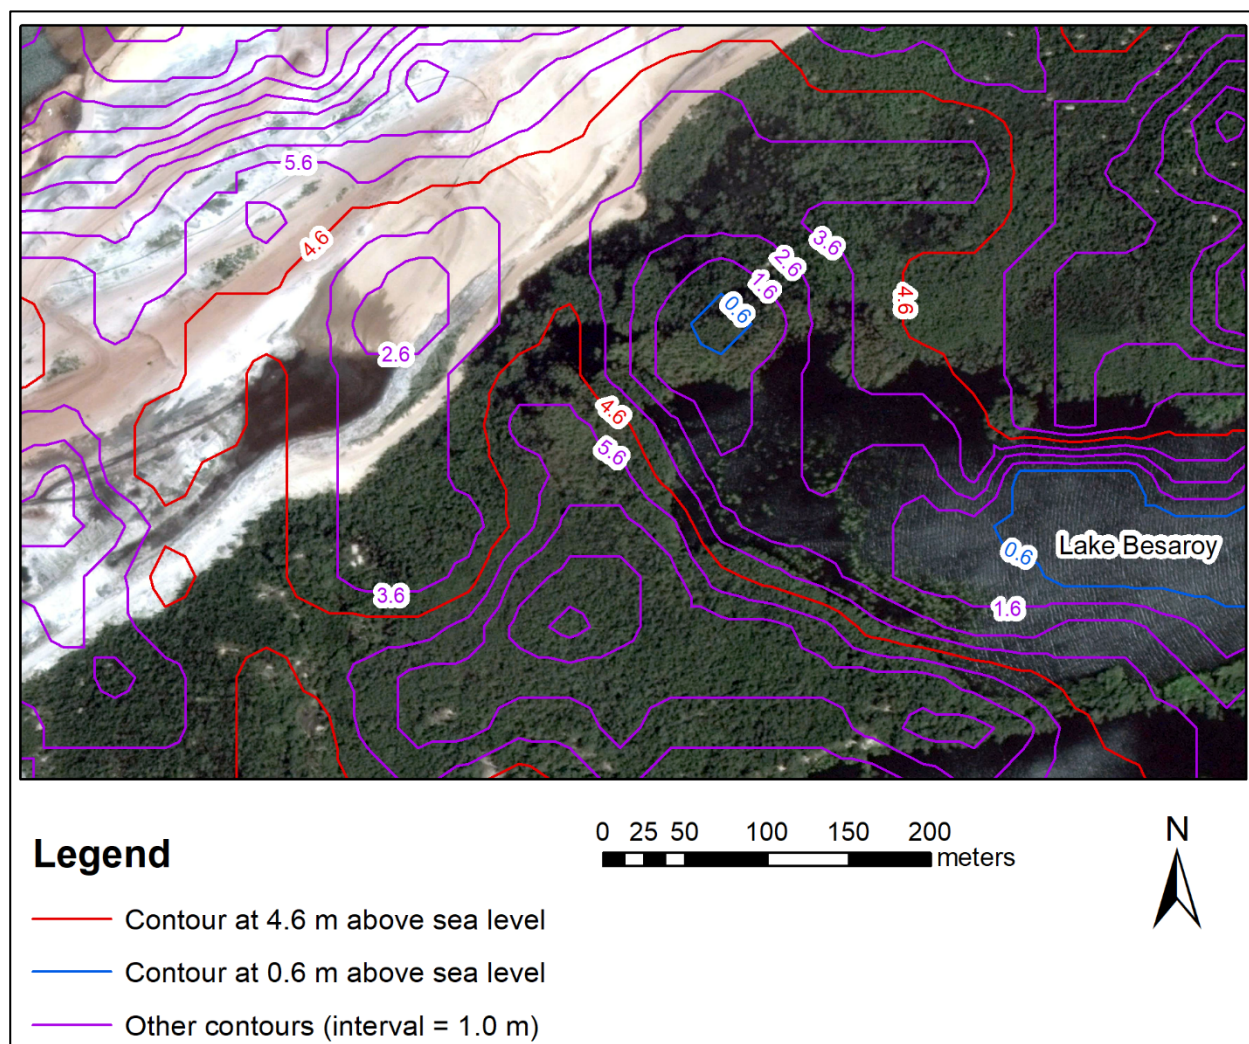 5.6
4.6
3.6
2.6
1.6
0.6
4.6
2.6
4.6
5.6
0.6
Lake Besaroy
3.6
1.6
0 25 50 100 150 200
meters
N
Legend
Contour at 4.6 m above sea level
Contour at 0.6 m above sea level
Other contours (interval = 1.0 m)